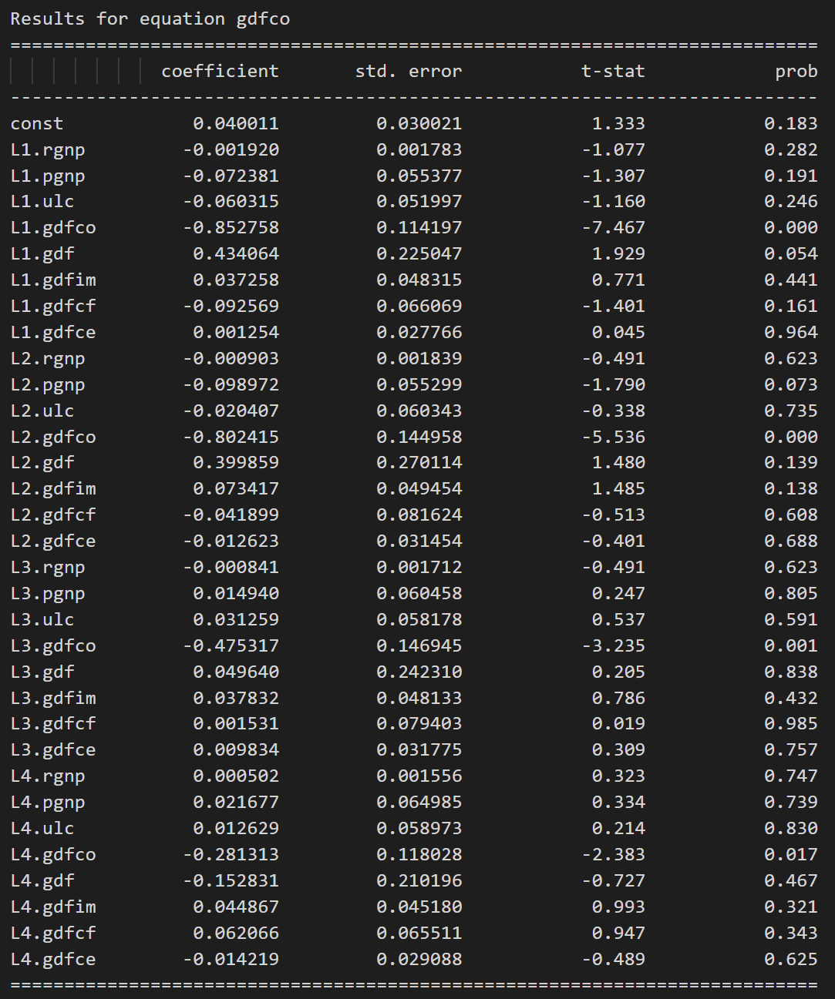 Results for equation gdfco
===========================================================================
coefficient std. error t-stat prob
---------------------------------------------------------------------------
const 0.040011 0.030021 1.333 0.183
L1.rgnp -0.001920 0.001783 -1.077 0.282
L1.pgnp -0.072381 0.055377 -1.307 0.191
L1.ulc -0.060315 0.051997 -1.160 0.246
L1.gdfco -0.852758 0.114197 -7.467 0.000
L1.gdf 0.434064 0.225047 1.929 0.054
L1.gdfim 0.037258 0.048315 0.771 0.441
L1.gdfcf -0.092569 0.066069 -1.401 0.161
L1.gdfce 0.001254 0.027766 0.045 0.964
L2.rgnp -0.000903 0.001839 -0.491 0.623
L2.pgnp -0.098972 0.055299 -1.790 0.073
L2.ulc -0.020407 0.060343 -0.338 0.735
L2.gdfco -0.802415 0.144958 -5.536 0.000
L2.gdf 0.399859 0.270114 1.480 0.139
L2.gdfim 0.073417 0.049454 1.485 0.138
L2.gdfcf -0.041899 0.081624 -0.513 0.608
L2.gdfce -0.012623 0.031454 -0.401 0.688
L3.rgnp -0.000841 0.001712 -0.491 0.623
L3.pgnp 0.014940 0.060458 0.247 0.805
L3.ulc 0.031259 0.058178 0.537 0.591
L3.gdfco -0.475317 0.146945 -3.235 0.001
L3.gdf 0.049640 0.242310 0.205 0.838
L3.gdfim 0.037832 0.048133 0.786 0.432
L3.gdfcf 0.001531 0.079403 0.019 0.985
L3.gdfce 0.009834 0.031775 0.309 0.757
L4.rgnp 0.000502 0.001556 0.323 0.747
L4.pgnp 0.021677 0.064985 0.334 0.739
L4.ulc 0.012629 0.058973 0.214 0.830
L4.gdfco -0.281313 0.118028 -2.383 0.017
L4.gdf -0.152831 0.210196 -0.727 0.467
L4.gdfim 0.044867 0.045180 0.993 0.321
L4.gdfcf 0.062066 0.065511 0.947 0.343
L4.gdfce -0.014219 0.029088 -0.489 0.625
===========================================================================